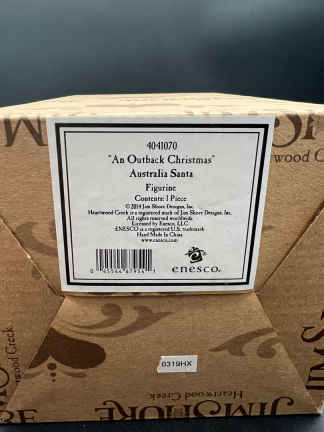 4041070
"An Outback Christmas"
Australia Santa
Figurine
Contents: 1 Piece
© 2014 Jim Shore Designs, Inc.
Heartwood Creek is a registered mark of Jim Shore Designs, Inc.
All rights reserved worldwide.
Licensed by Enesco, LLC
ENESCO is a registered U.S. trademark
Hand Made In China
www.enesco.com
enesco.
0319HX
Heartwood Creek
JIM SHORE